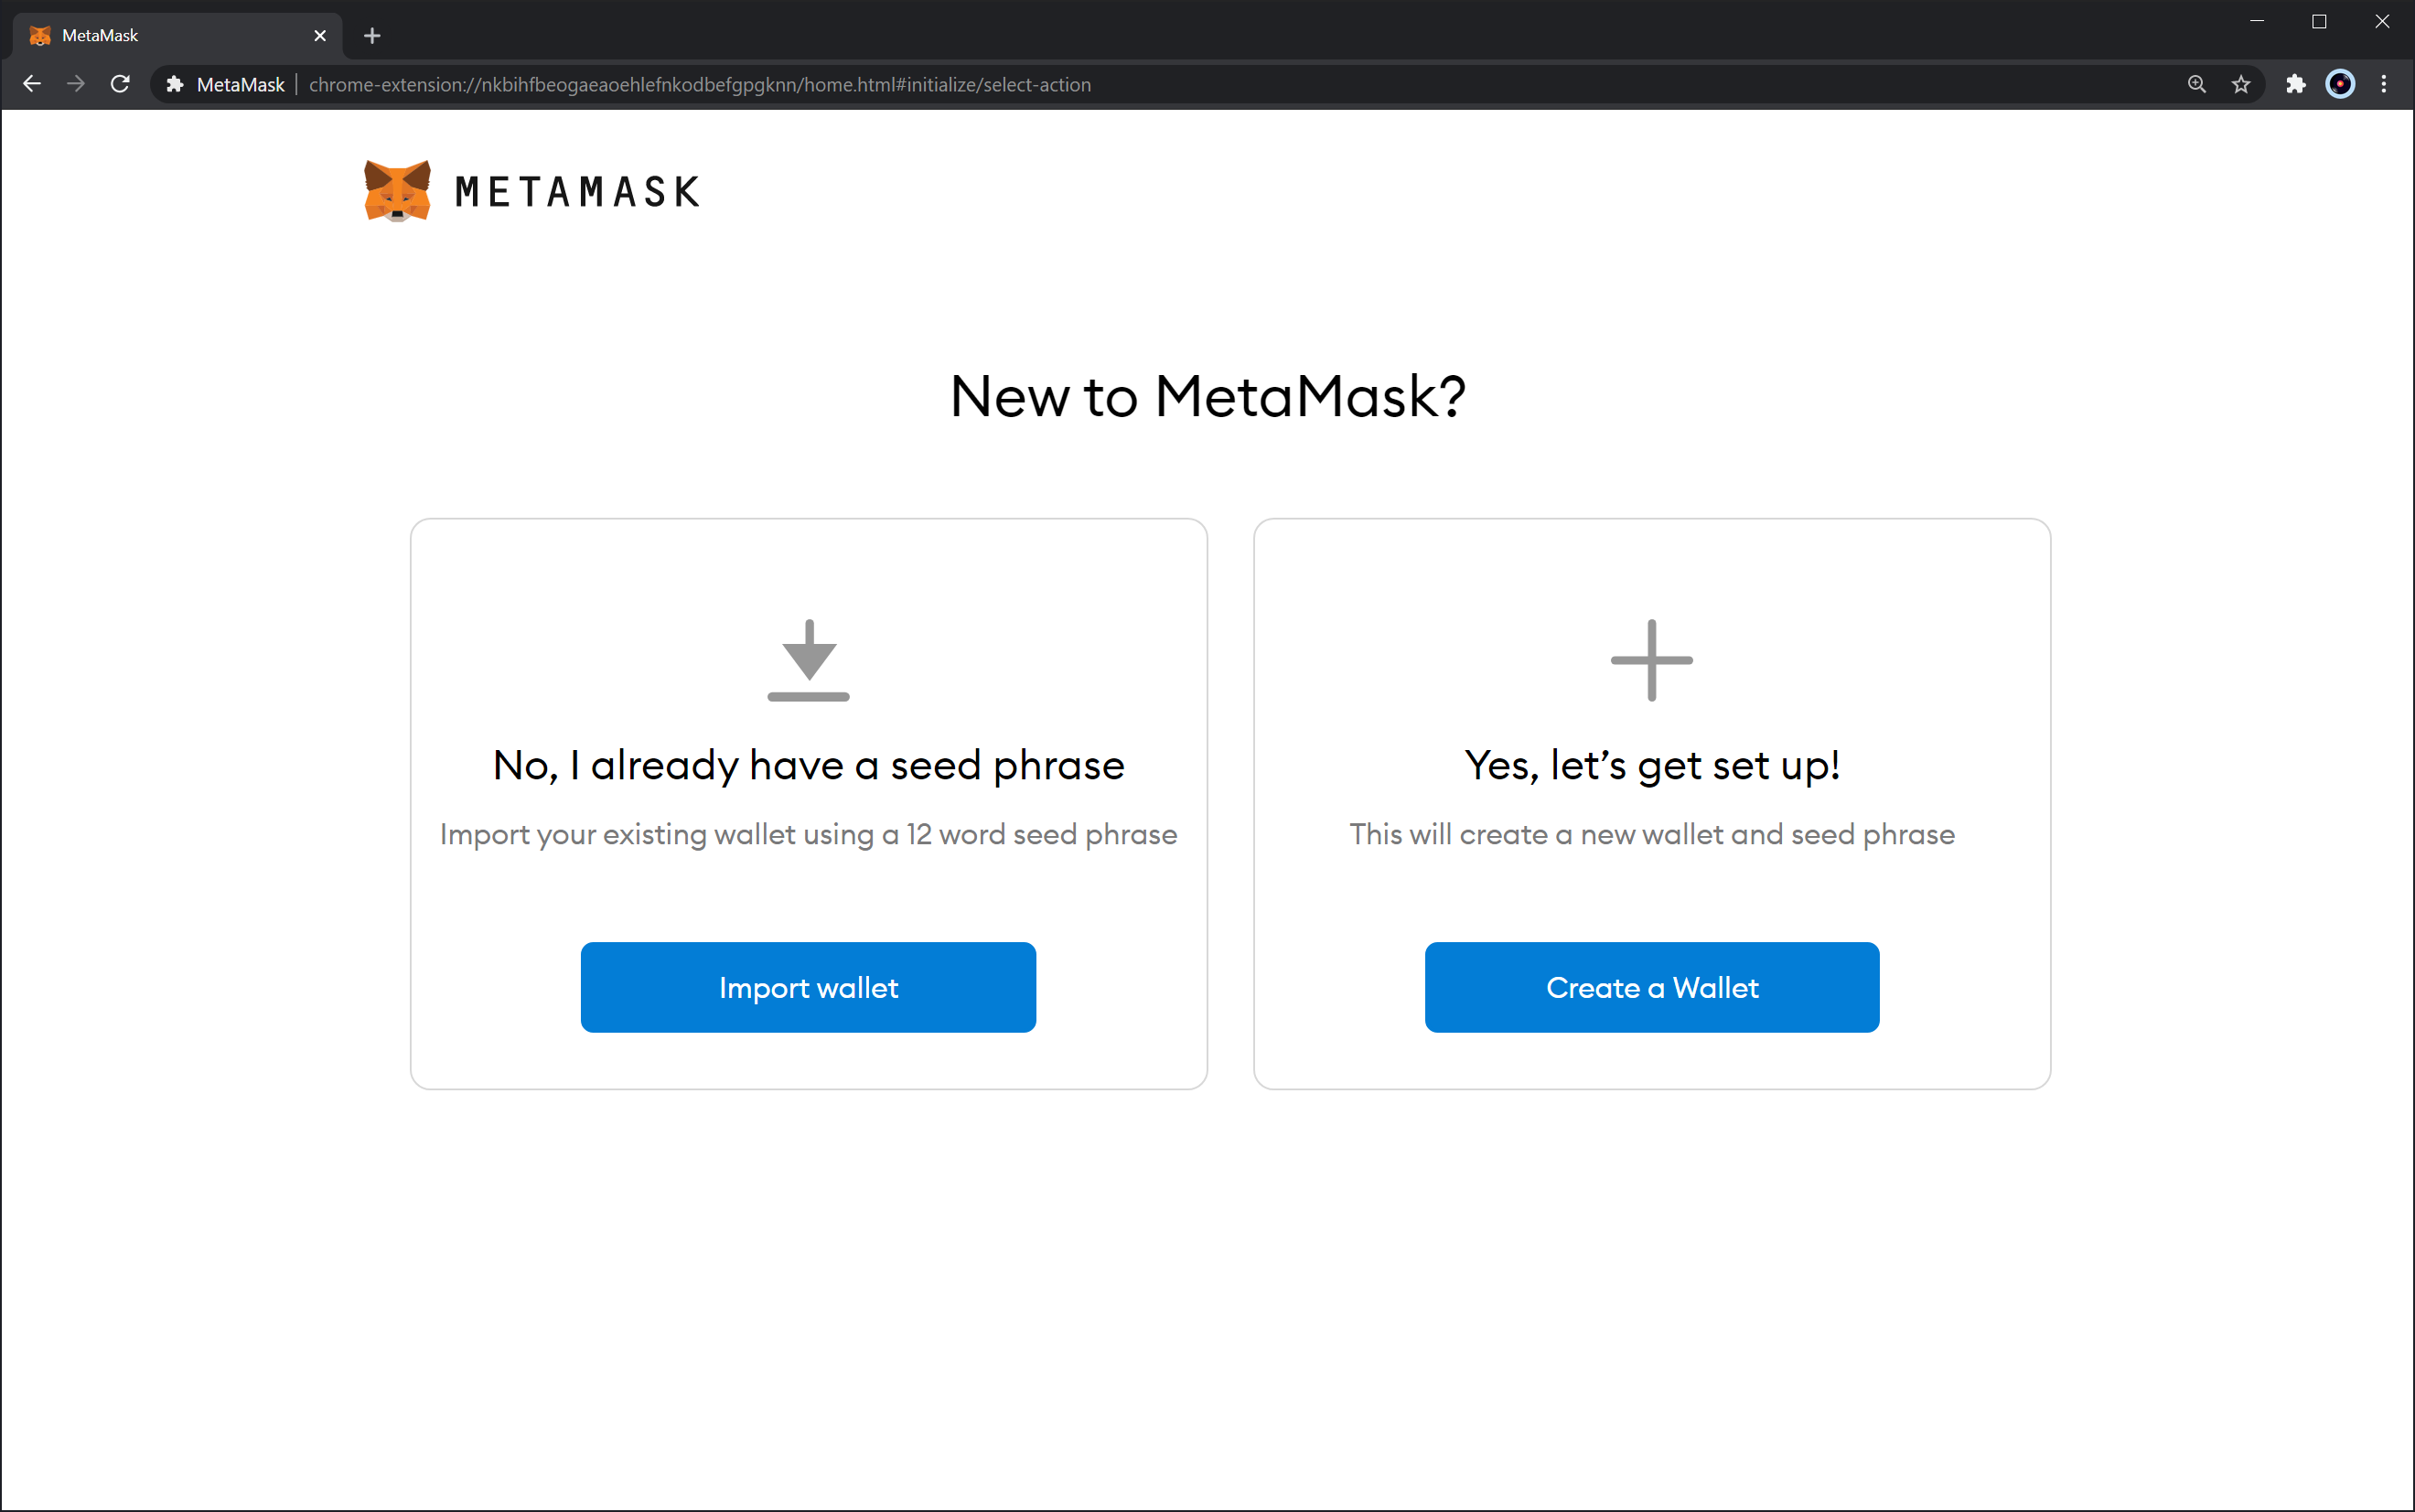 MetaMask
MetaMask | chrome-extension://nkbihfbeogaeaoehlefnkodbefgpgknn/home.html#initialize/select-action
METAMASK
New to MetaMask?
No, I already have a seed phrase
Import your existing wallet using a 12 word seed phrase
Import wallet
Yes, let’s get set up!
This will create a new wallet and seed phrase
Create a Wallet